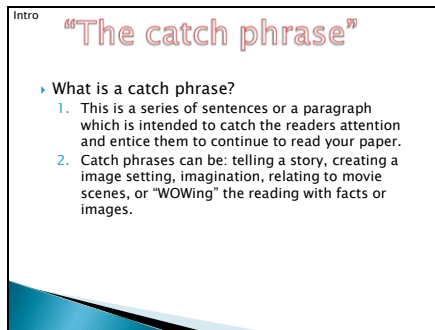 Intro
“The catch phrase”
What is a catch phrase?
1. This is a series of sentences or a paragraph
which is intended to catch the readers attention
and entice them to continue to read your paper.
2. Catch phrases can be: telling a story, creating a
image setting, imagination, relating to movie
scenes, or “WOWing” the reading with facts or
images.